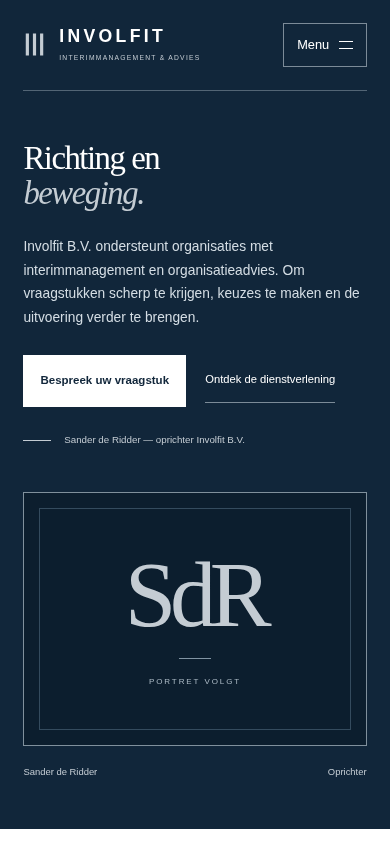 INVOLFIT
INTERIMMANAGEMENT & ADVIES
Menu
Richting en
beweging.
Involfit B.V. ondersteunt organisaties met
interimmanagement en organisatieadvies. Om
vraagstukken scherp te krijgen, keuzes te maken en de
uitvoering verder te brengen.
Bespreek uw vraagstuk
Ontdek de dienstverlening
Sander de Ridder — oprichter Involfit B.V.
SdR
PORTRET VOLGT
Sander de Ridder
Oprichter